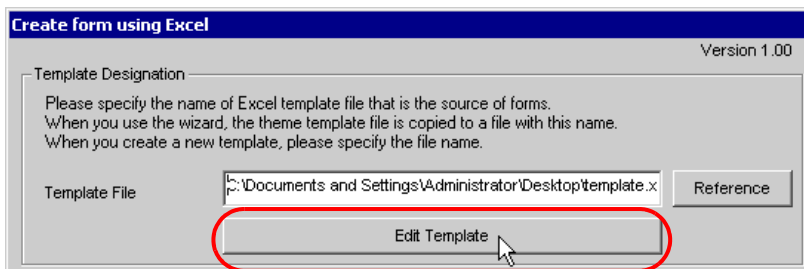 Create form using Excel
Version 1.00
Template Designation
Please specify the name of Excel template file that is the source of forms.
When you use the wizard, the theme template file is copied to a file with this name.
When you create a new template, please specify the file name.
Template File C:\Documents and Settings\Administrator\Desktop\template.x Reference
Edit Template